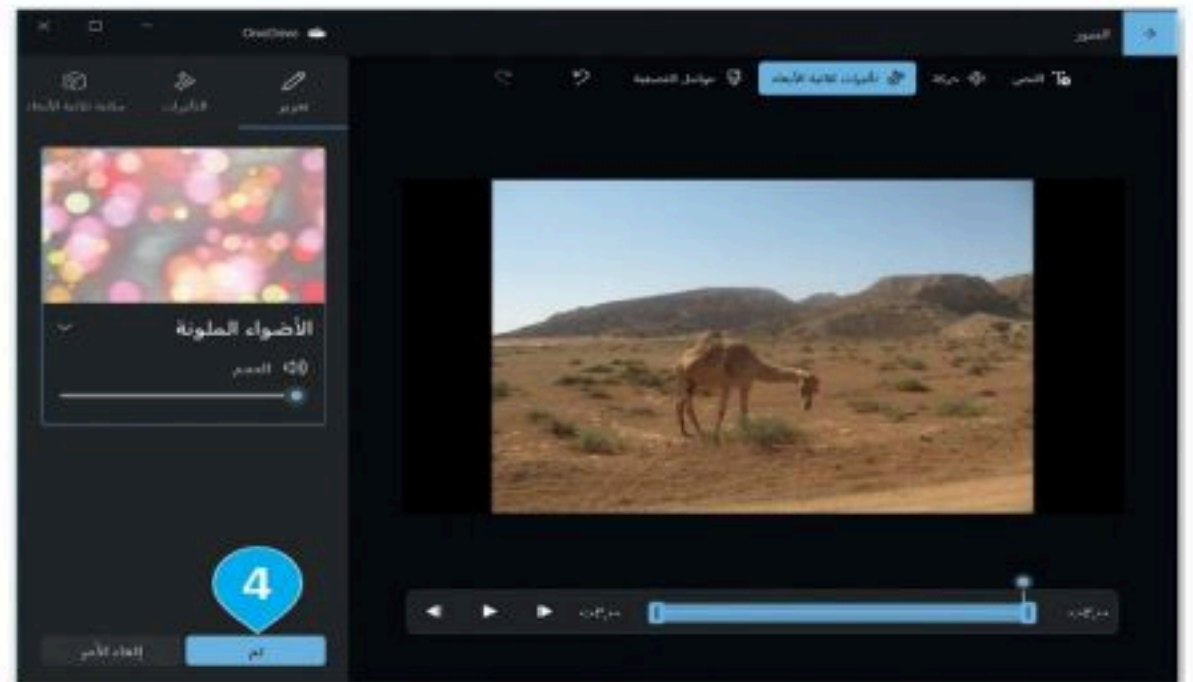 الصور
OneDrive
النص
حركة
تأثيرات ثلاثية الأبعاد
عوامل التصفية
تحرير
التأثيرات
مكتبة ثلاثية الأبعاد
الأضواء الملونة
الحجم
4
تم
إلغاء الأمر